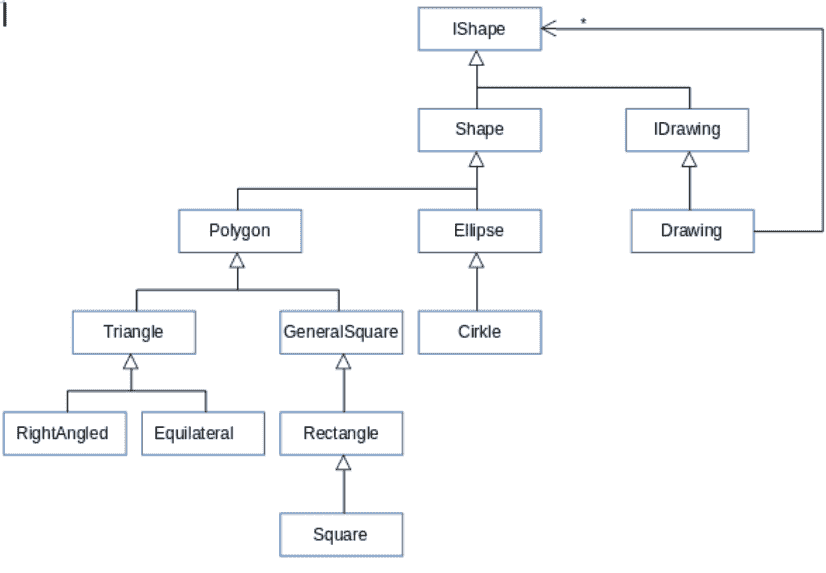 IShape
*
Shape
IDrawing
Polygon
Ellipse
Drawing
Triangle
GeneralSquare
Cirkle
RightAngled
Equilateral
Rectangle
Square